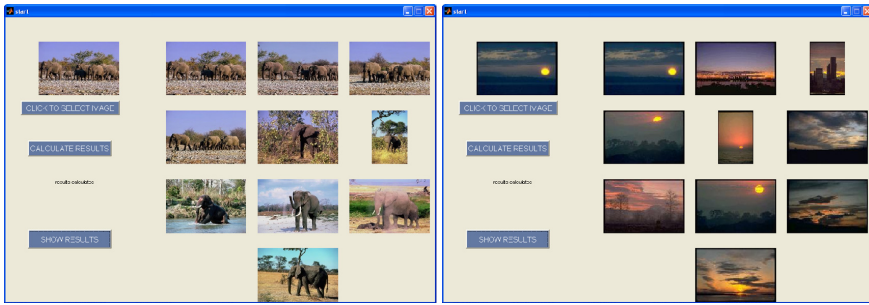 start
CLICK TO SELECT IMAGE
CALCULATE RESULTS
results calculated
SHOW RESULTS
start
CLICK TO SELECT IMAGE
CALCULATE RESULTS
results calculated
SHOW RESULTS